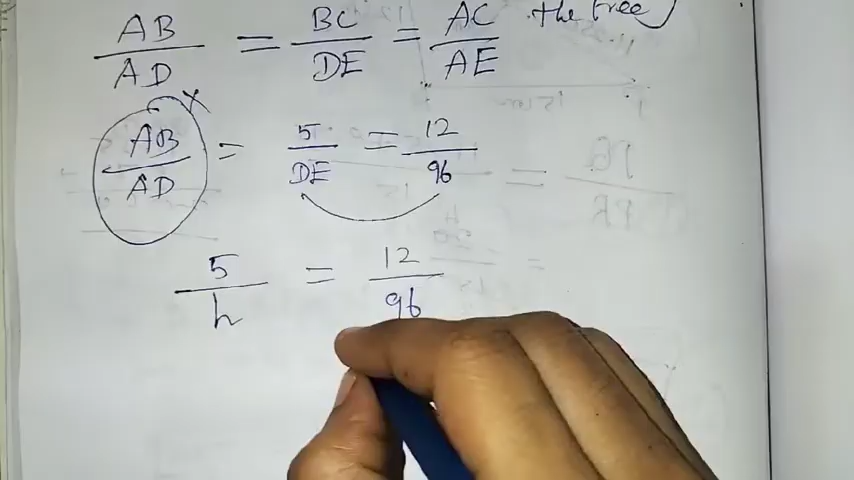 AB/AD = BC/DE = AC/AE the tree
AB/AD x = 5/DE = 12/96
5/h = 12/96